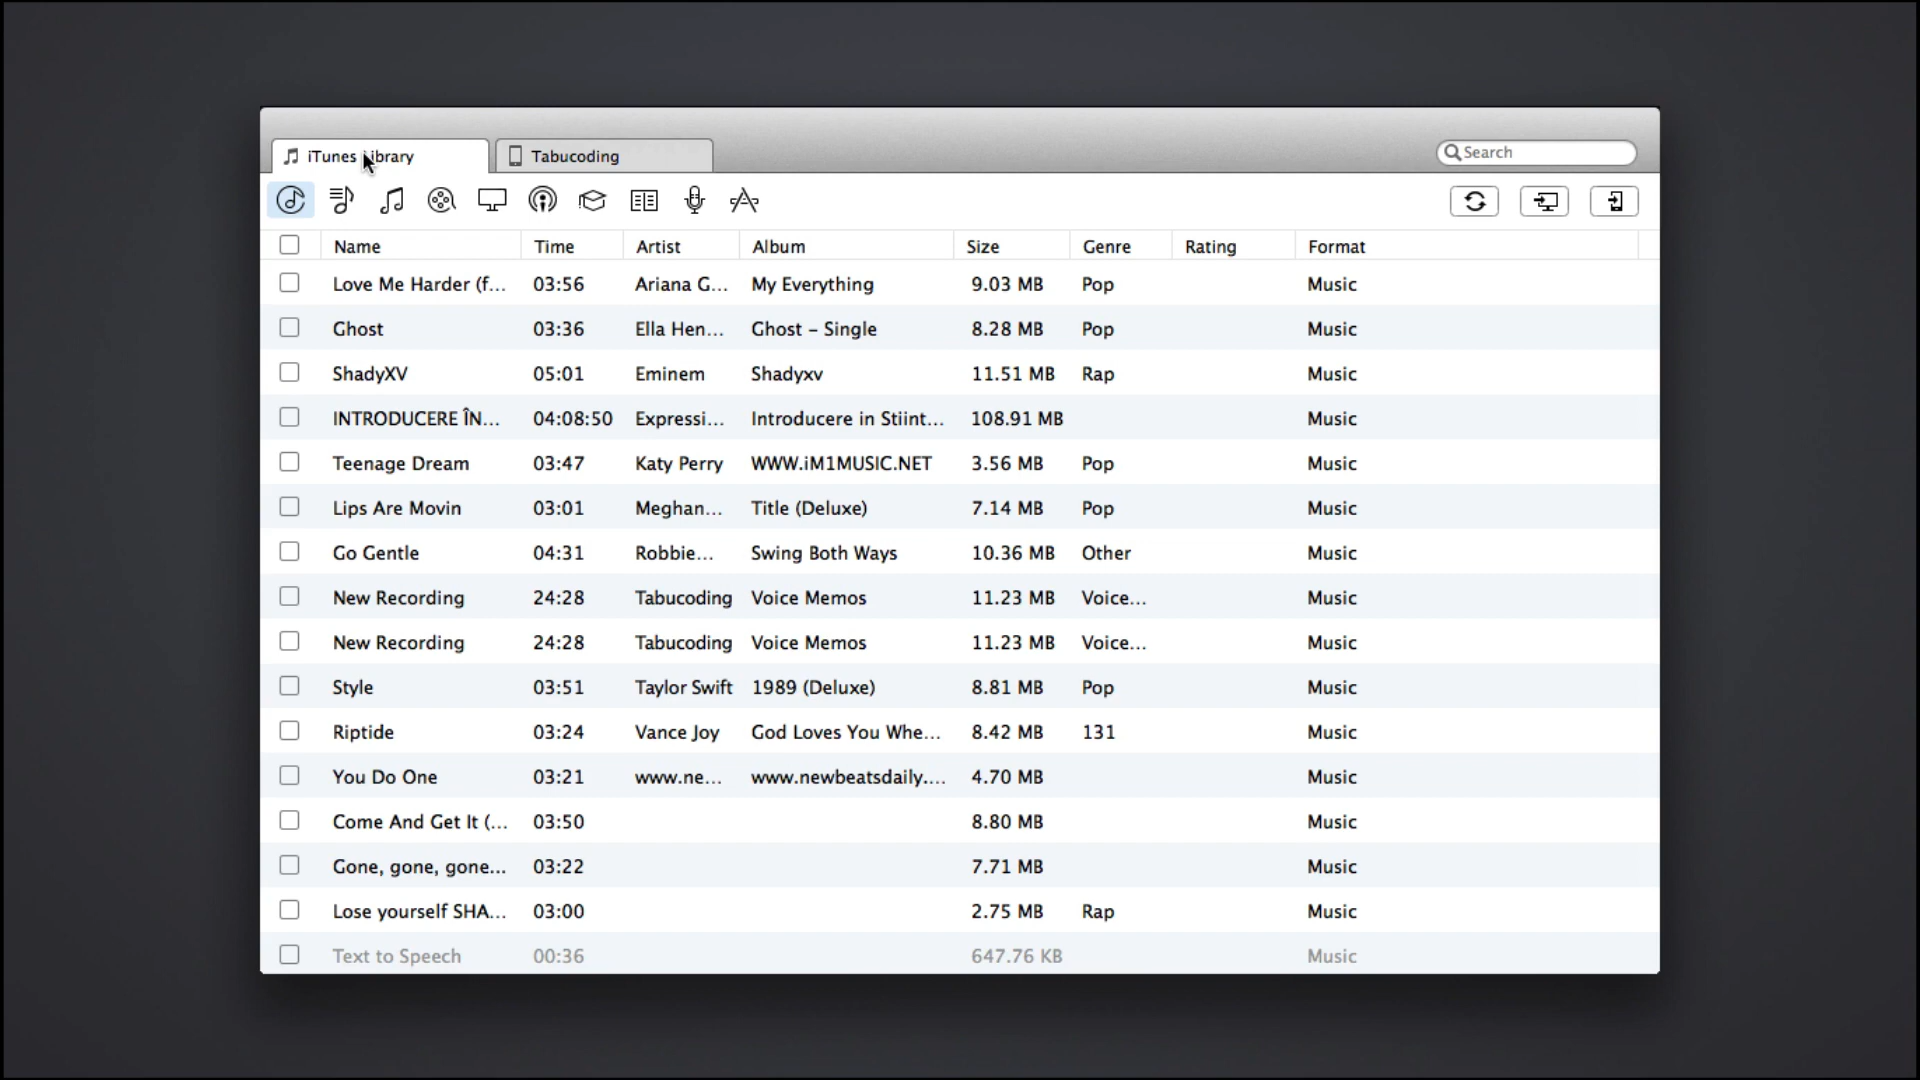 iTunes Library Tabucoding Search
Name Time Artist Album Size Genre Rating Format
Love Me Harder (f... 03:56 Ariana G... My Everything 9.03 MB Pop Music
Ghost 03:36 Ella Hen... Ghost – Single 8.28 MB Pop Music
ShadyXV 05:01 Eminem Shadyxv 11.51 MB Rap Music
INTRODUCERE ÎN... 04:08:50 Expressi... Introducere in Stiint... 108.91 MB Music
Teenage Dream 03:47 Katy Perry WWW.iM1MUSIC.NET 3.56 MB Pop Music
Lips Are Movin 03:01 Meghan... Title (Deluxe) 7.14 MB Pop Music
Go Gentle 04:31 Robbie... Swing Both Ways 10.36 MB Other Music
New Recording 24:28 Tabucoding Voice Memos 11.23 MB Voice... Music
New Recording 24:28 Tabucoding Voice Memos 11.23 MB Voice... Music
Style 03:51 Taylor Swift 1989 (Deluxe) 8.81 MB Pop Music
Riptide 03:24 Vance Joy God Loves You Whe... 8.42 MB 131 Music
You Do One 03:21 www.ne... www.newbeatsdaily.... 4.70 MB Music
Come And Get It (... 03:50 8.80 MB Music
Gone, gone, gone... 03:22 7.71 MB Music
Lose yourself SHA... 03:00 2.75 MB Rap Music
Text to Speech 00:36 647.76 KB Music